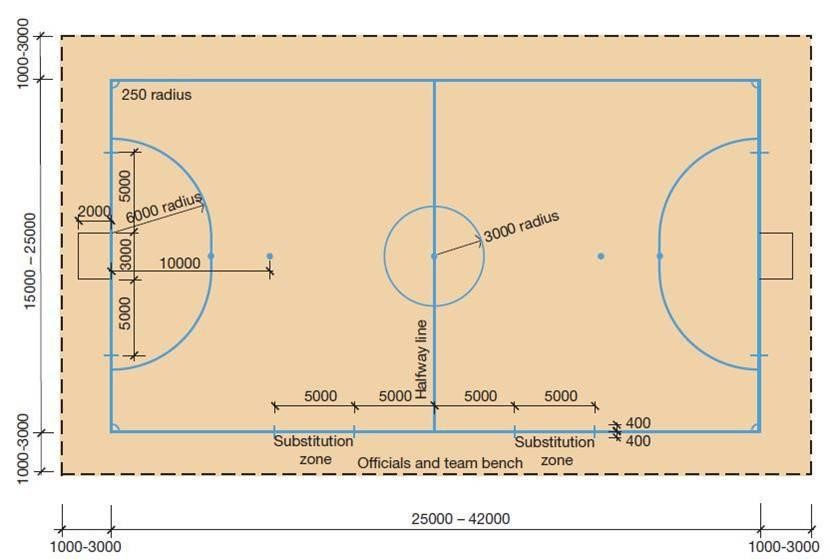 1000-3000
250 radius
5000
2000
6000 radius
3000 radius
3000
10000
15000 – 25000
5000
Halfway line
5000
5000
5000
5000
400
400
Substitution
zone
Substitution
zone
Officials and team bench
1000-3000
25000 – 42000
1000-3000
1000-3000